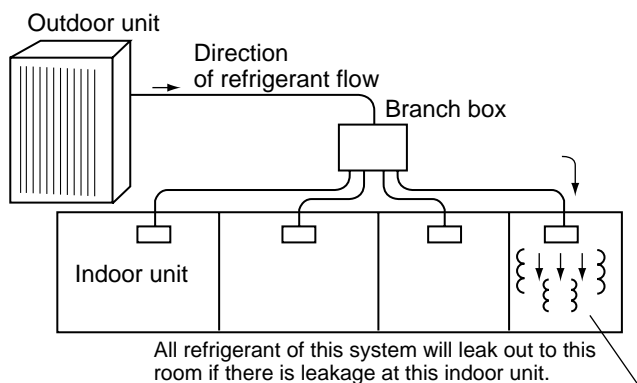 Outdoor unit
Direction
of refrigerant flow
Branch box
Indoor unit
All refrigerant of this system will leak out to this
room if there is leakage at this indoor unit.